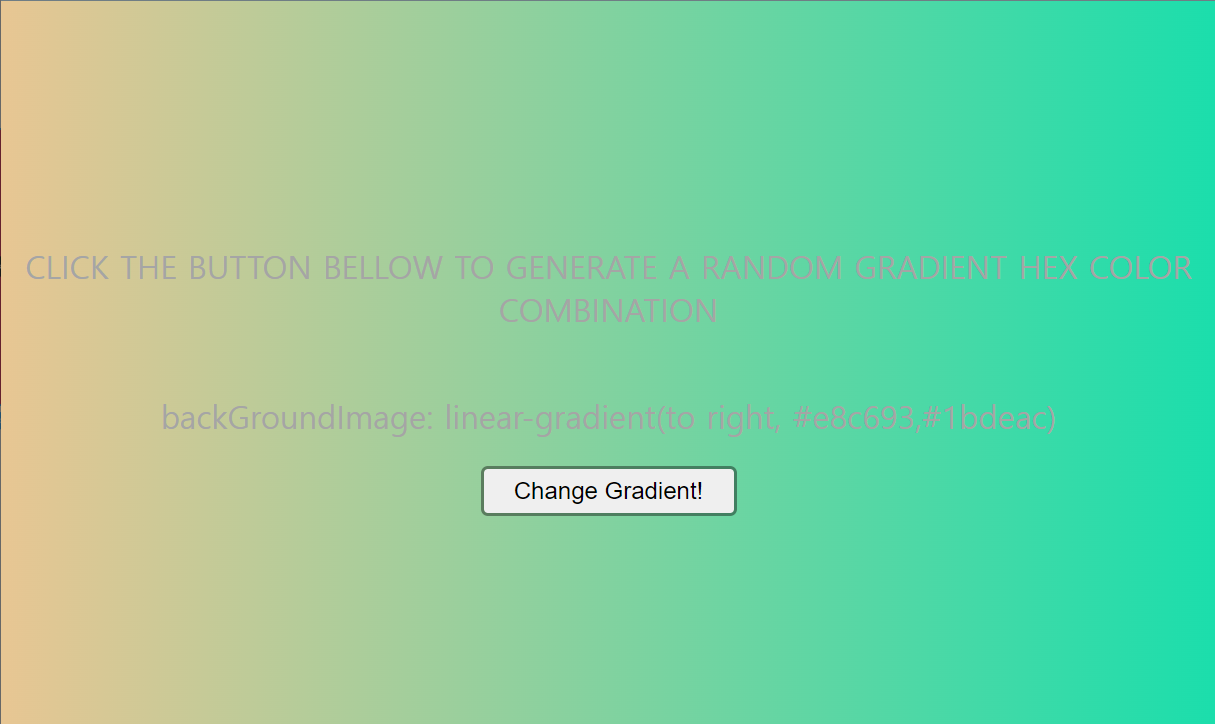 CLICK THE BUTTON BELLOW TO GENERATE A RANDOM GRADIENT HEX COLOR
COMBINATION
backGroundImage: linear-gradient(to right, #e8c693,#1bdeac)
Change Gradient!